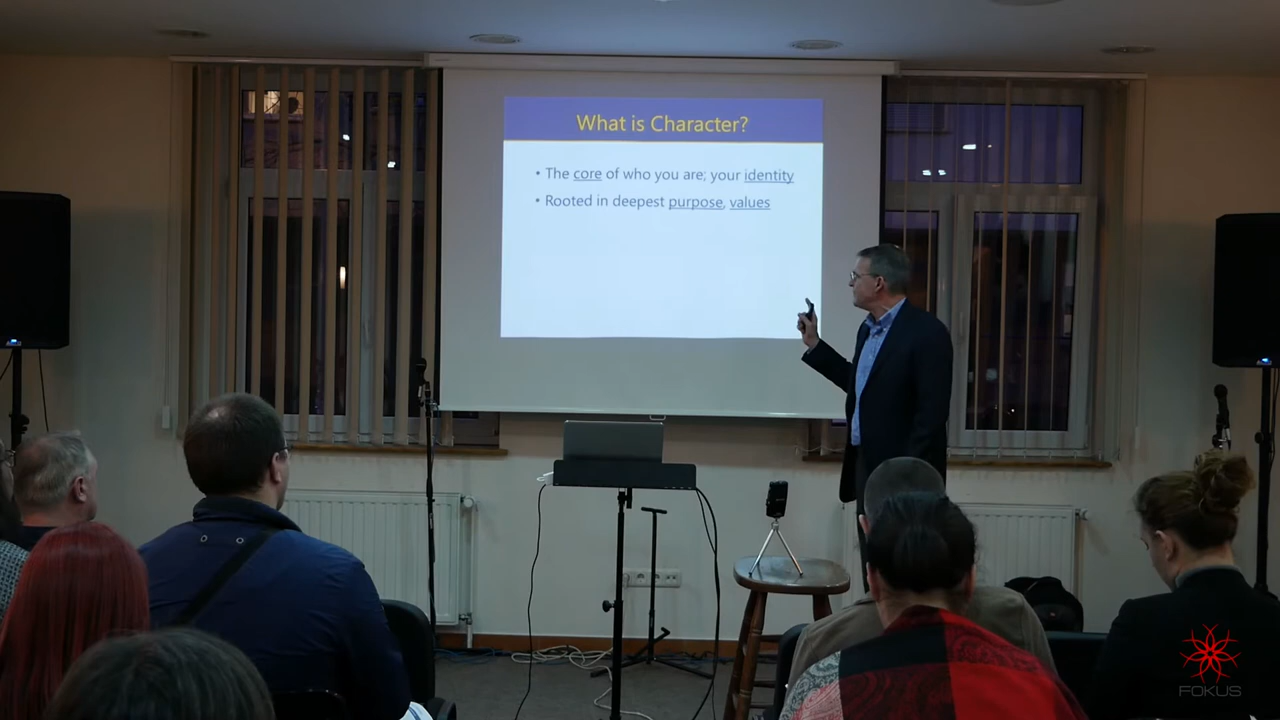 What is Character?
• The core of who you are; your identity
• Rooted in deepest purpose, values
FOKUS